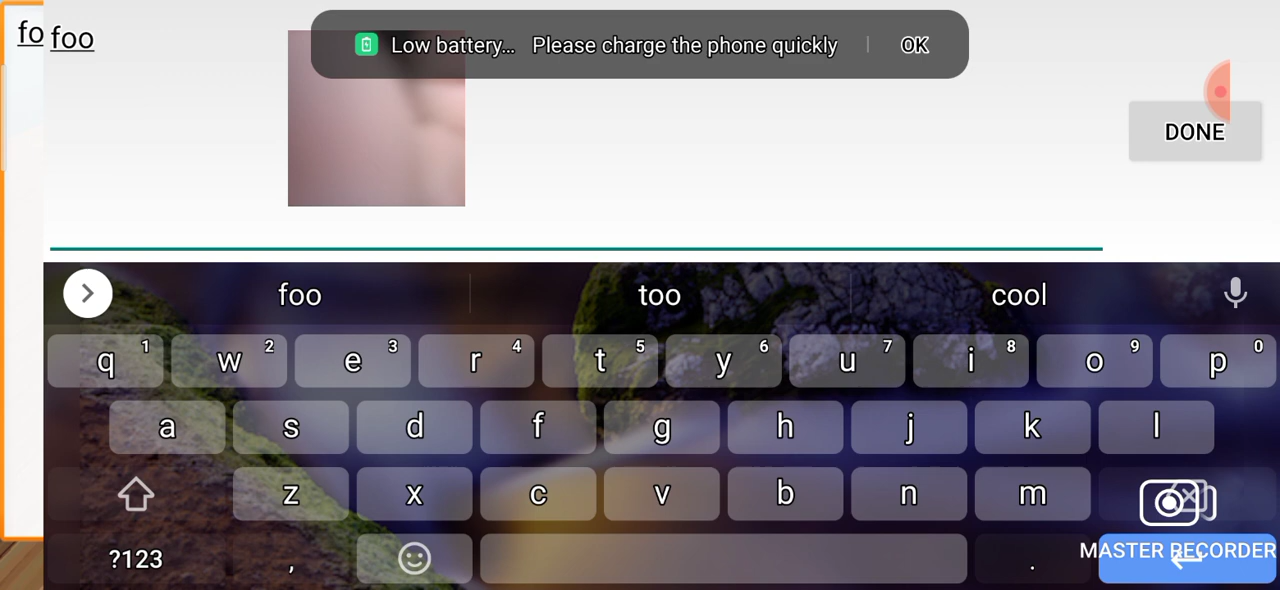 fo foo
Low battery... Please charge the phone quickly | OK
DONE
foo too cool
q 1 w 2 e 3 r 4 t 5 y 6 u 7 i 8 o 9 p 0
a s d f g h j k l
z x c v b n m
?123 , .
MASTER RECORDER